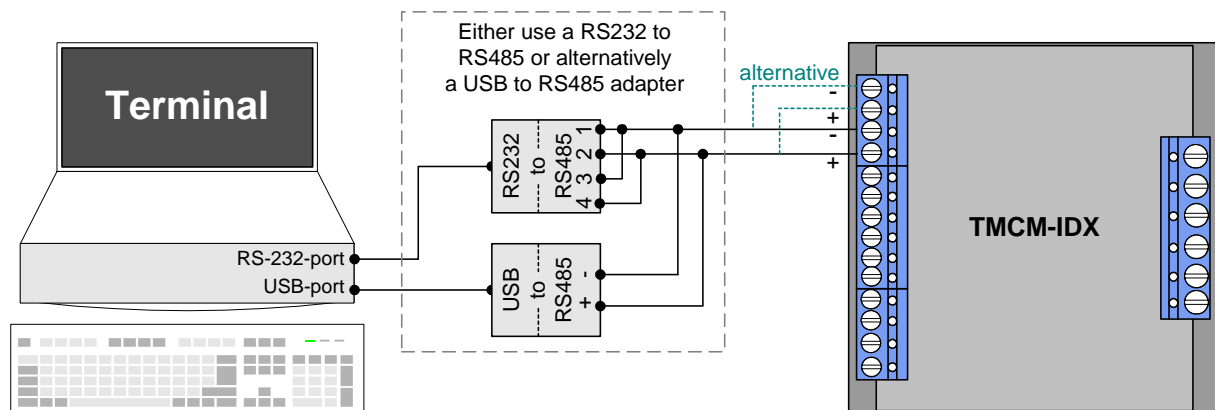 Either use a RS232 to
RS485 or alternatively
a USB to RS485 adapter
Terminal
alternative
-
+
-
+
RS232
to
RS485
1
2
3
4
RS-232-port
USB-port
USB
to
RS485
-
+
TMCM-IDX